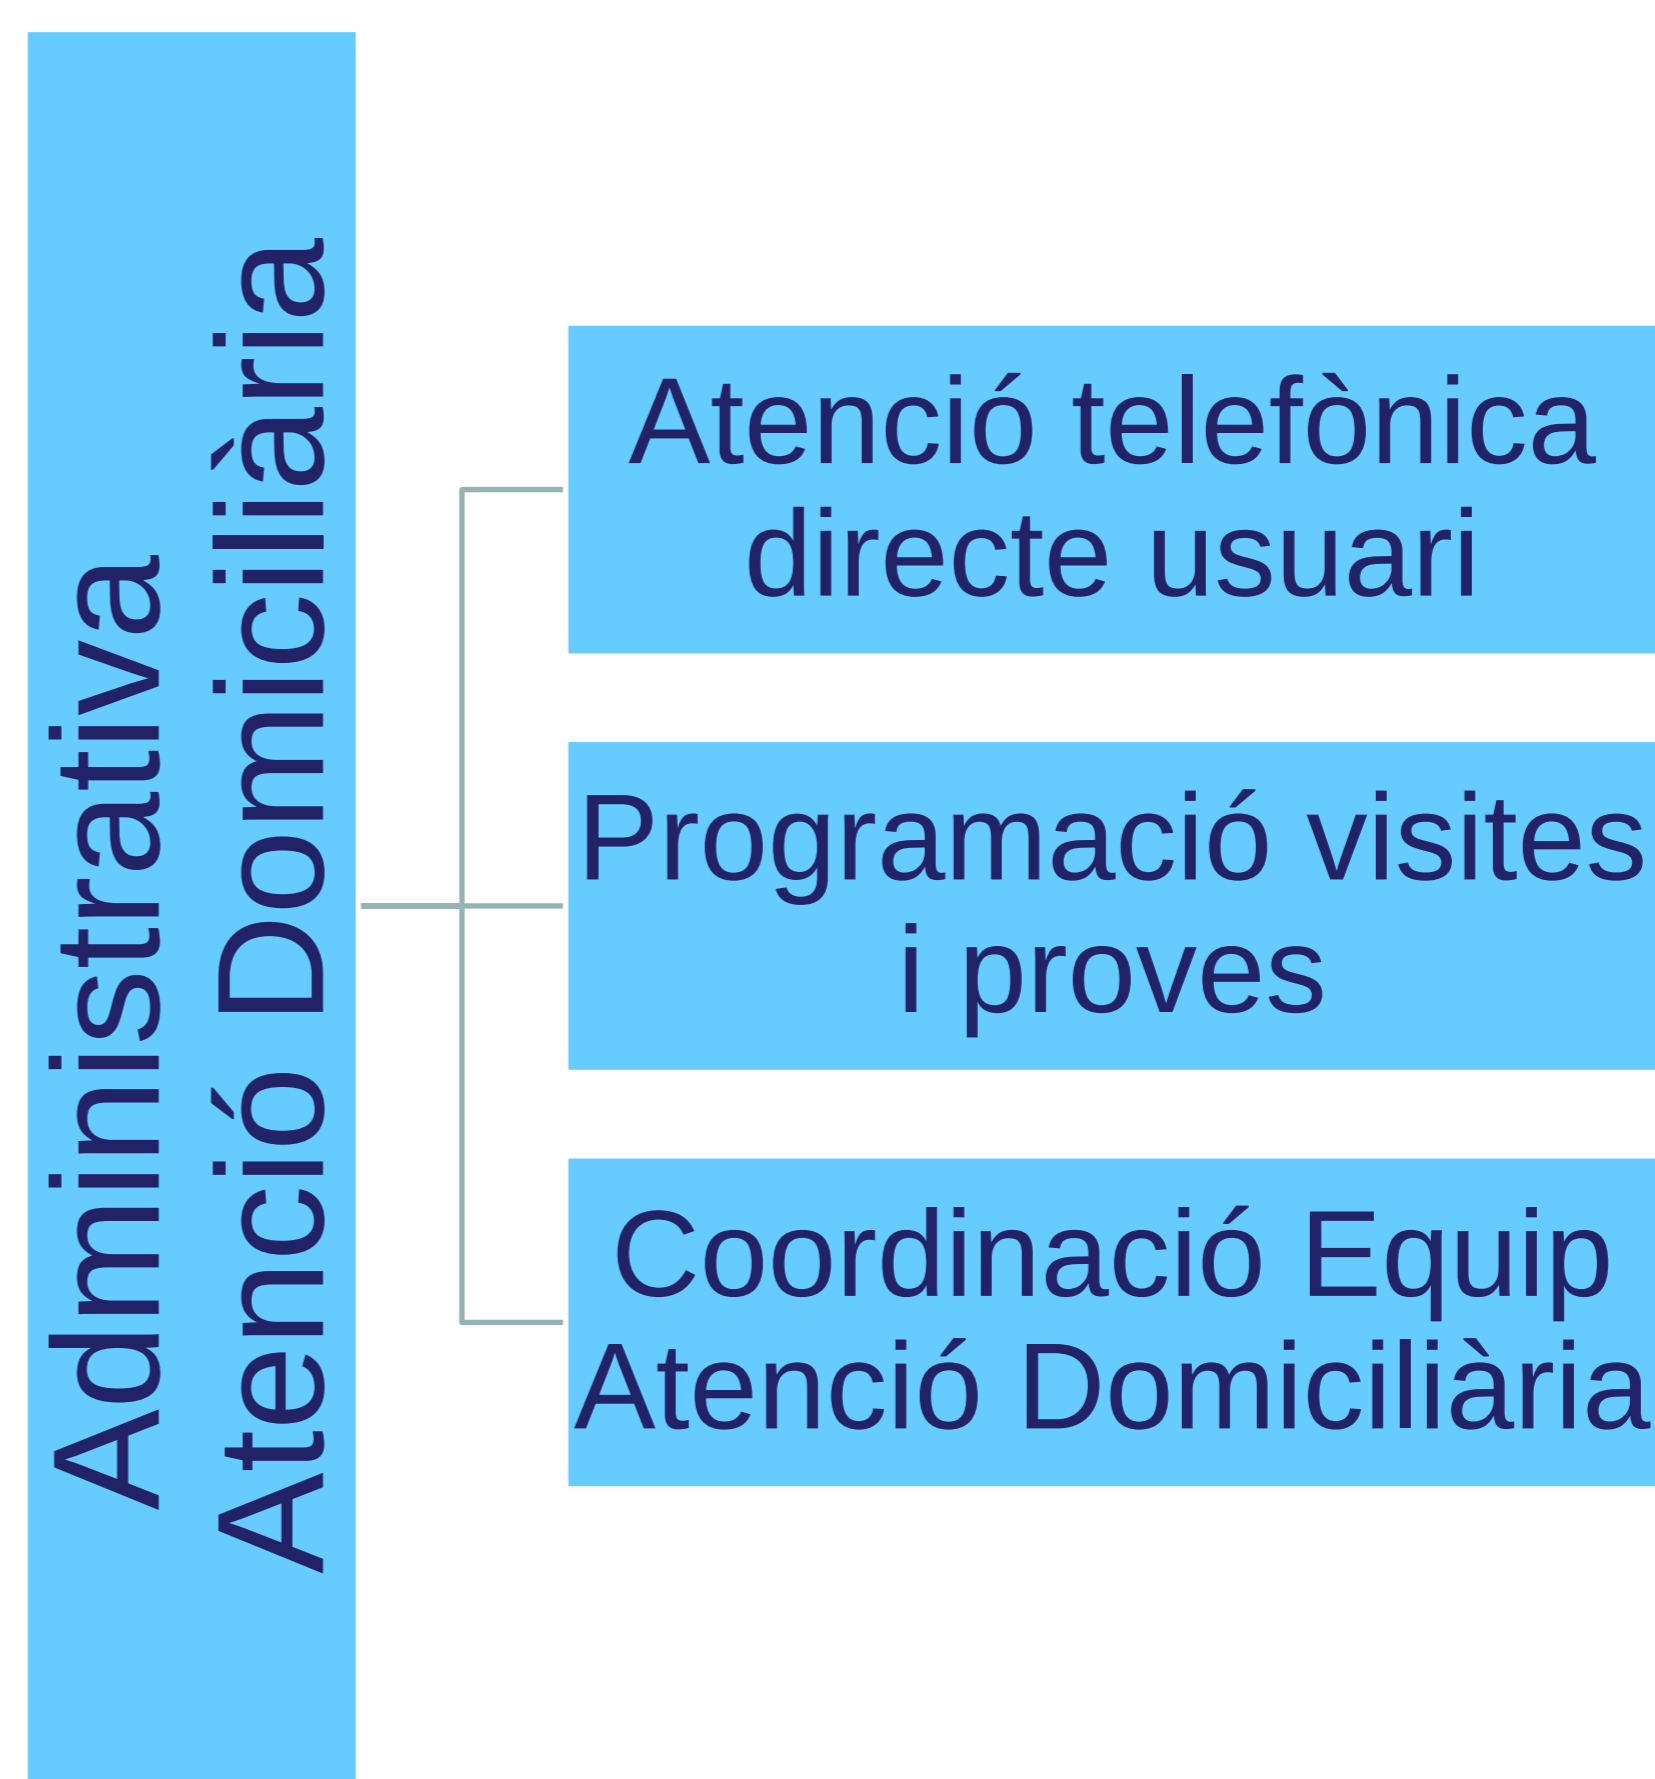 Administrativa
Atenció Domiciliària
Atenció telefònica
directe usuari
Programació visites
i proves
Coordinació Equip
Atenció Domiciliària